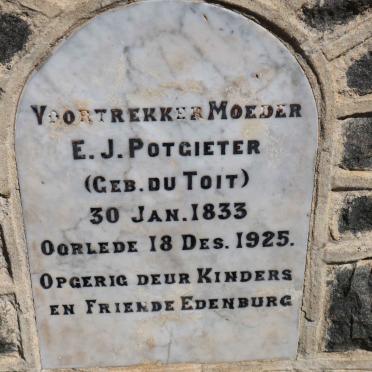 Voortrekker Moeder
E. J. Potgieter
(Geb. du Toit)
30 Jan. 1833
Oorlede 18 Des. 1925.
Opgerig deur Kinders
en Friende Edenburg